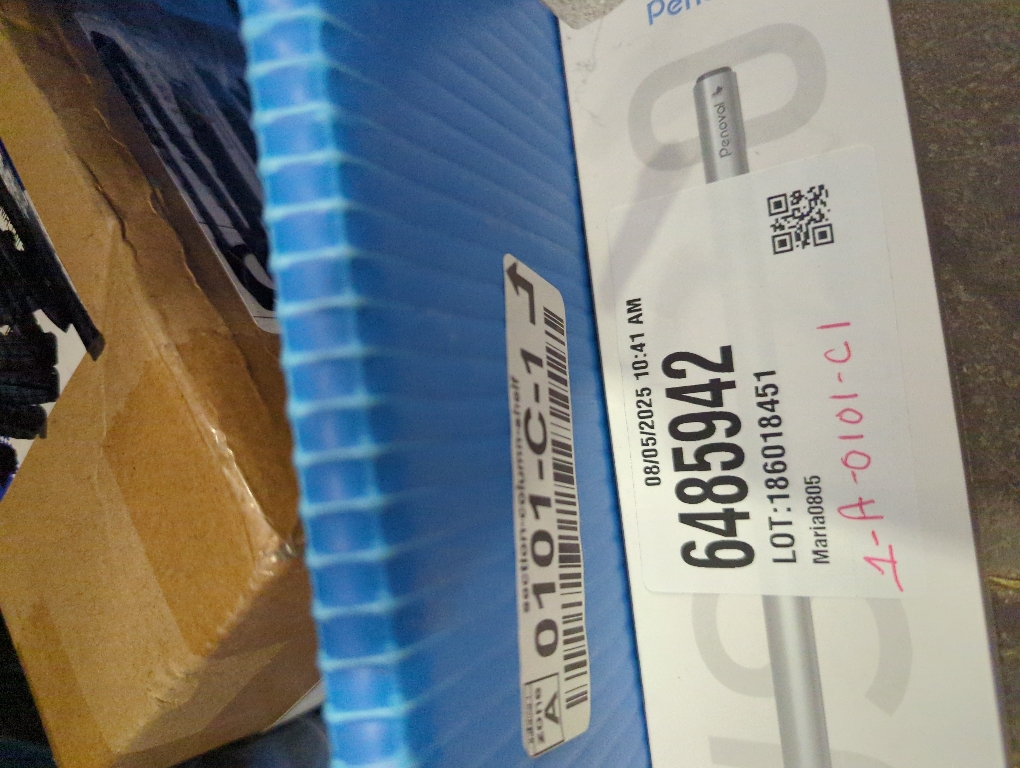 section-column-shelf
zone
A
0101-C-1
Penoval
08/05/2025 10:41 AM
6485942
LOT:186018451
Maria0805
1-A-0101-C1